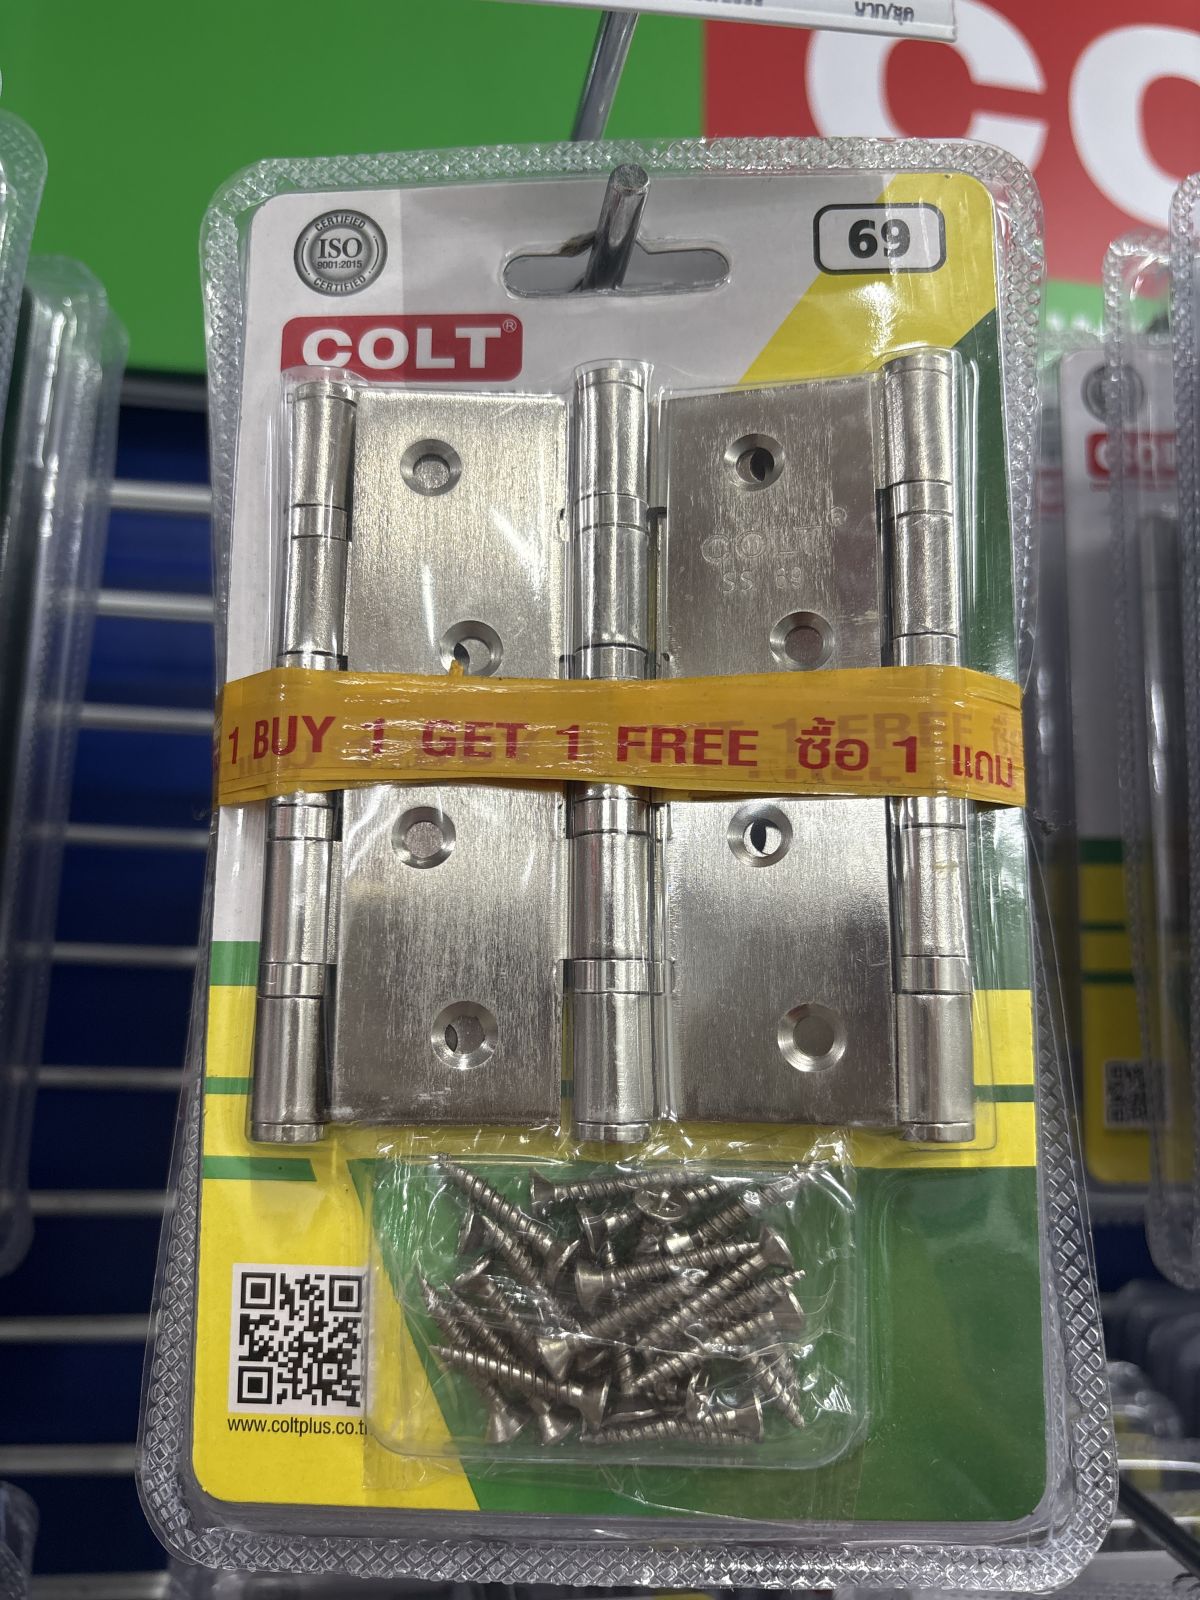 บาท/ชุด
Co
CERTIFIED
ISO
9001:2015
CERTIFIED
69
COLT®
COLT®
SS 69
1 BUY 1 GET 1 FREE ซื้อ 1 แถม
www.coltplus.co.th
COLT